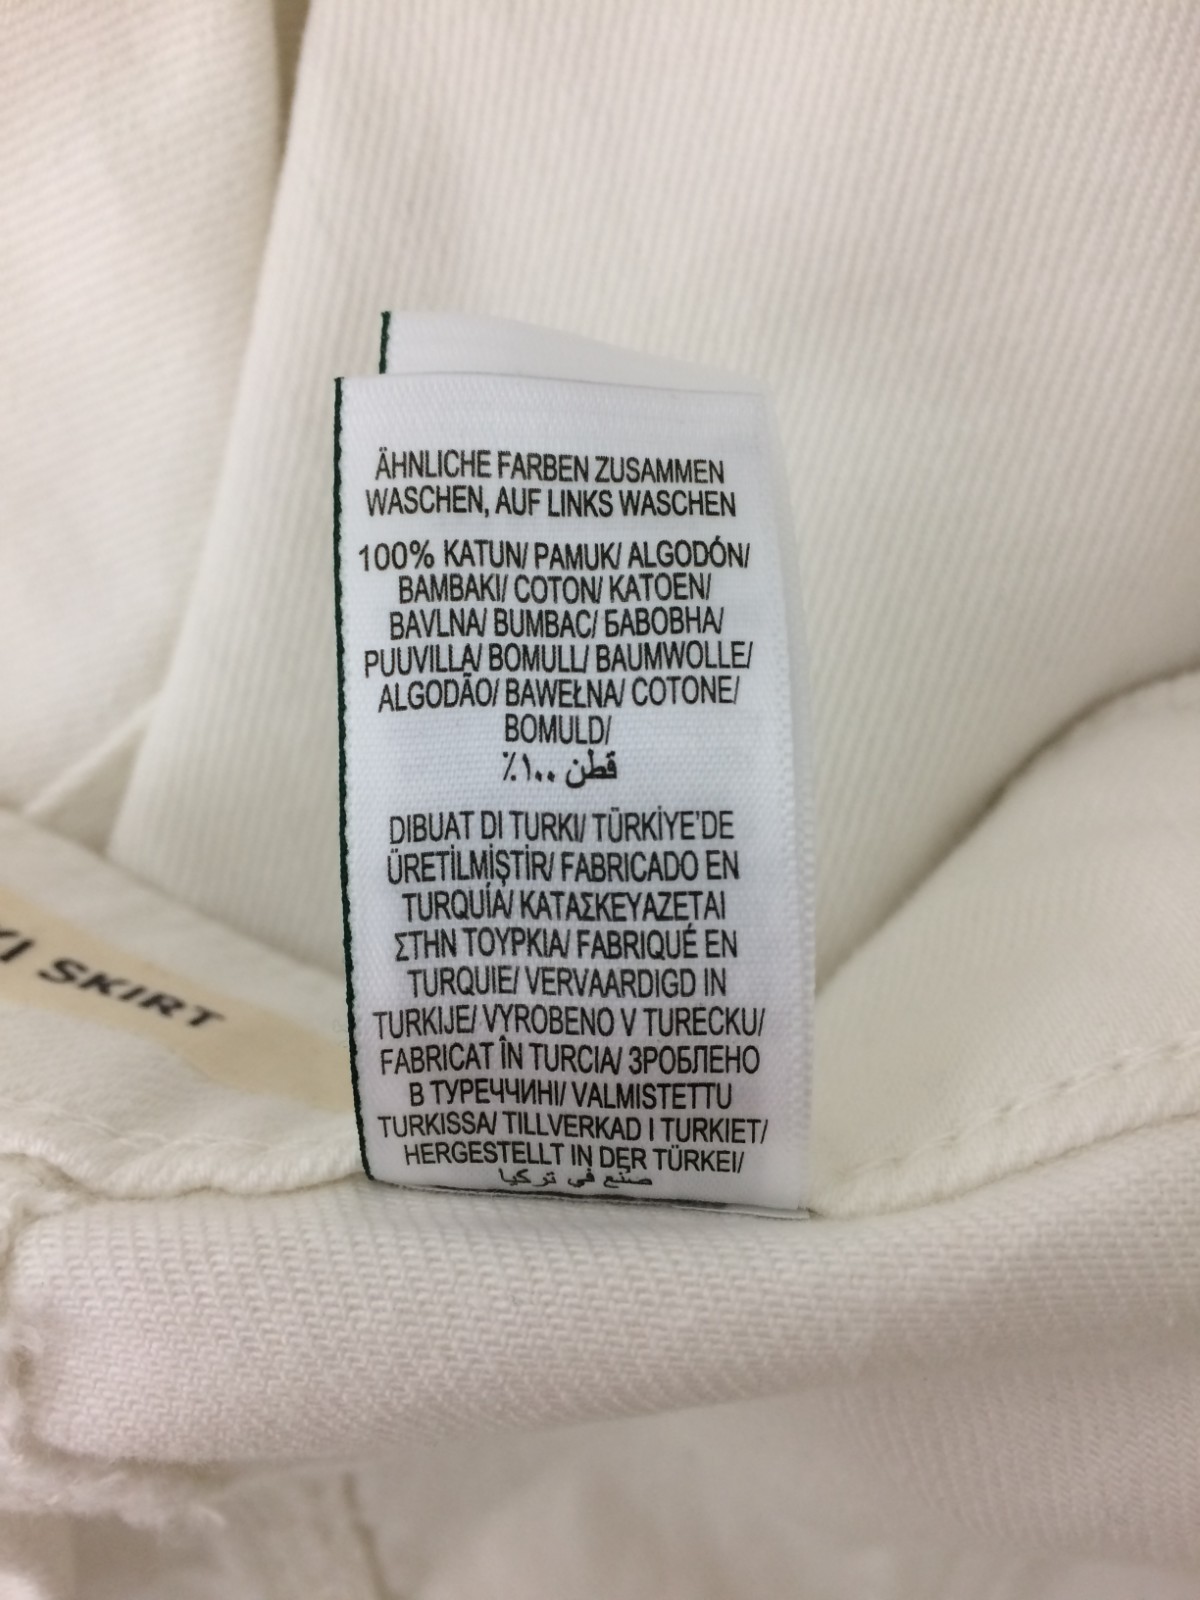 ÄHNLICHE FARBEN ZUSAMMEN
WASCHEN, AUF LINKS WASCHEN
100% KATUN/ PAMUK/ ALGODÓN/
BAMBAKI/ COTON/ KATOEN/
BAVLNA/ BUMBAC/ БАВОВНА/
PUUVILLA/ BOMULL/ BAUMWOLLE/
ALGODÃO/ BAWEŁNA/ COTONE/
BOMULD/
قطن ١٠٠٪
DIBUAT DI TURKI/ TÜRKİYE'DE
ÜRETİLMİŞTİR/ FABRICADO EN
TURQUÍA/ ΚΑΤΑΣΚΕΥΑΖΕΤΑΙ
ΣΤΗΝ ΤΟΥΡΚΙΑ/ FABRIQUÉ EN
TURQUIE/ VERVAARDIGD IN
TURKIJE/ VYROBENO V TURECKU/
FABRICAT ÎN TURCIA/ ЗРОБЛЕНО
В ТУРЕЧЧИНІ/ VALMISTETTU
TURKISSA/ TILLVERKAD I TURKIET/
HERGESTELLT IN DER TÜRKEI/
صنع في تركيا
SKIRT